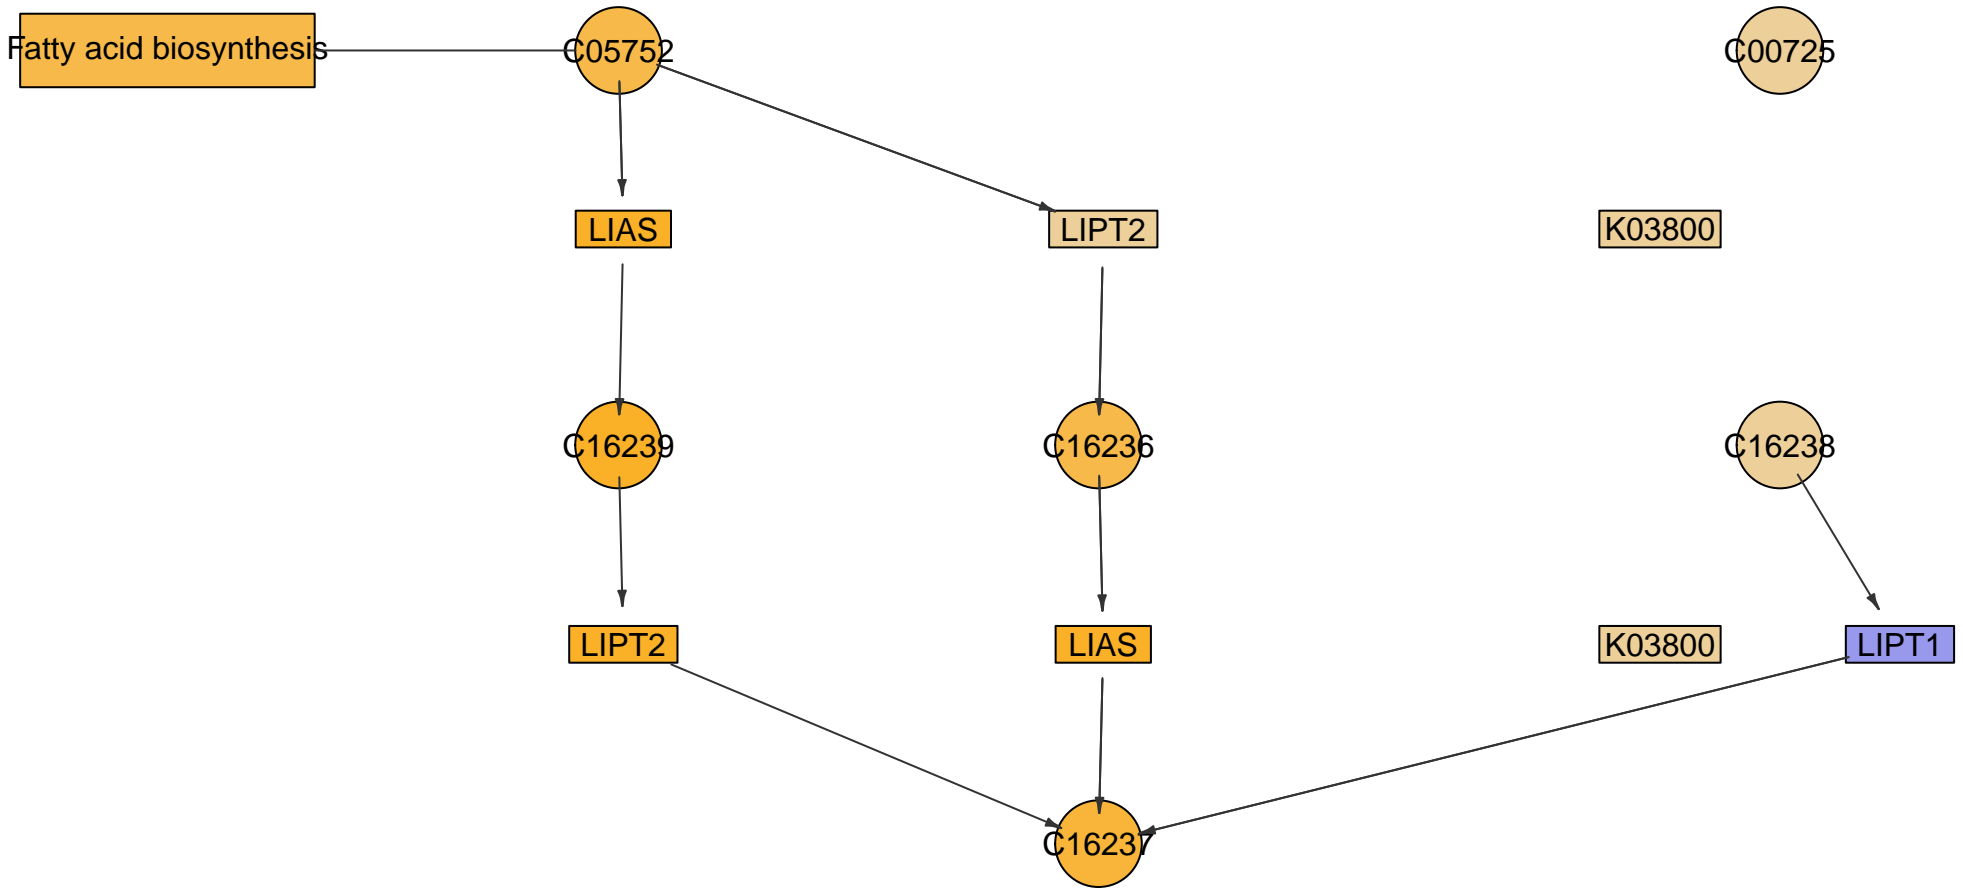 Fatty acid biosynthesis
C05752
C00725
LIAS
LIPT2
K03800
C16239
C16236
C16238
LIPT2
LIAS
K03800
LIPT1
C16237